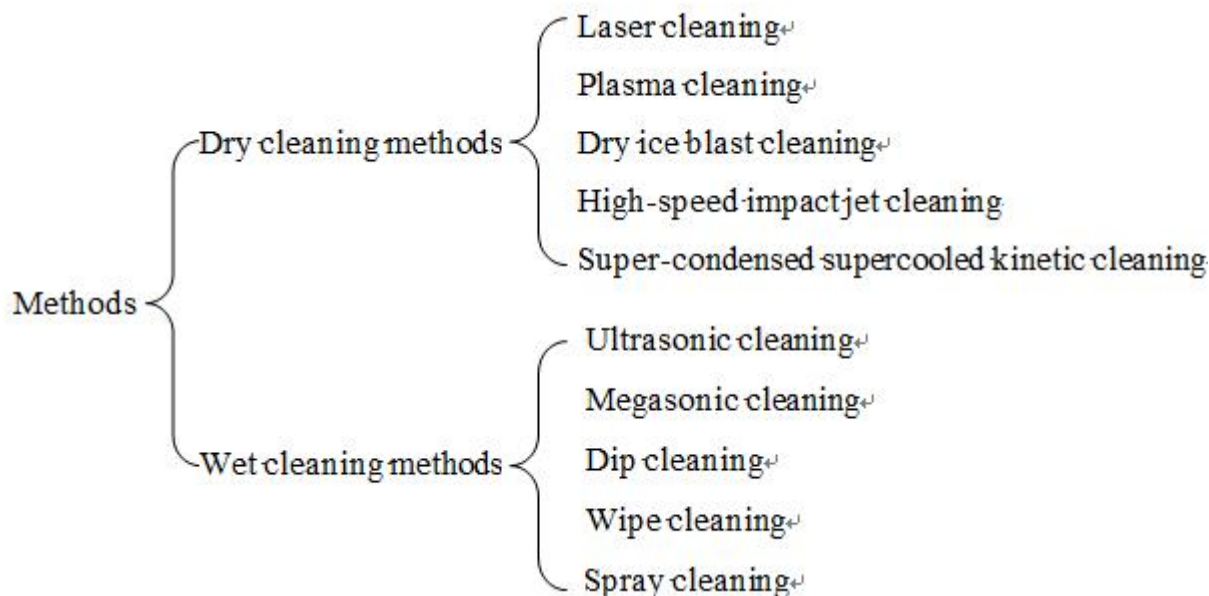 Laser cleaning
Plasma cleaning
Dry cleaning methods
Dry ice blast cleaning
High-speed impact jet cleaning
Super-condensed supercooled kinetic cleaning
Methods
Ultrasonic cleaning
Megasonic cleaning
Wet cleaning methods
Dip cleaning
Wipe cleaning
Spray cleaning